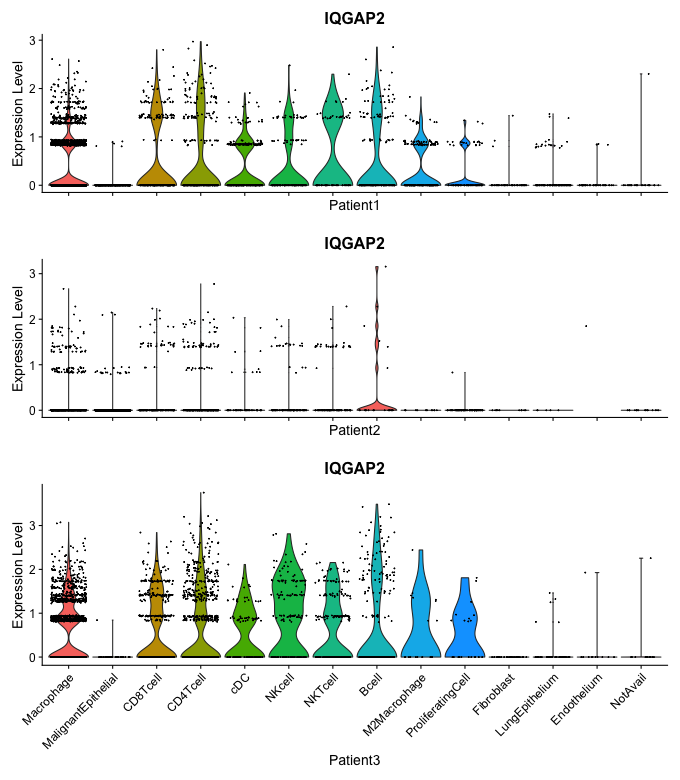 IQGAP2
Expression Level
3
2
1
0
Patient1
IQGAP2
Expression Level
3
2
1
0
Patient2
IQGAP2
Expression Level
3
2
1
0
Macrophage
MalignantEpithelial
CD8Tcell
CD4Tcell
cDC
NKcell
NKTcell
Bcell
M2Macrophage
ProliferatingCell
Fibroblast
LungEpithelium
Endothelium
NotAvail
Patient3